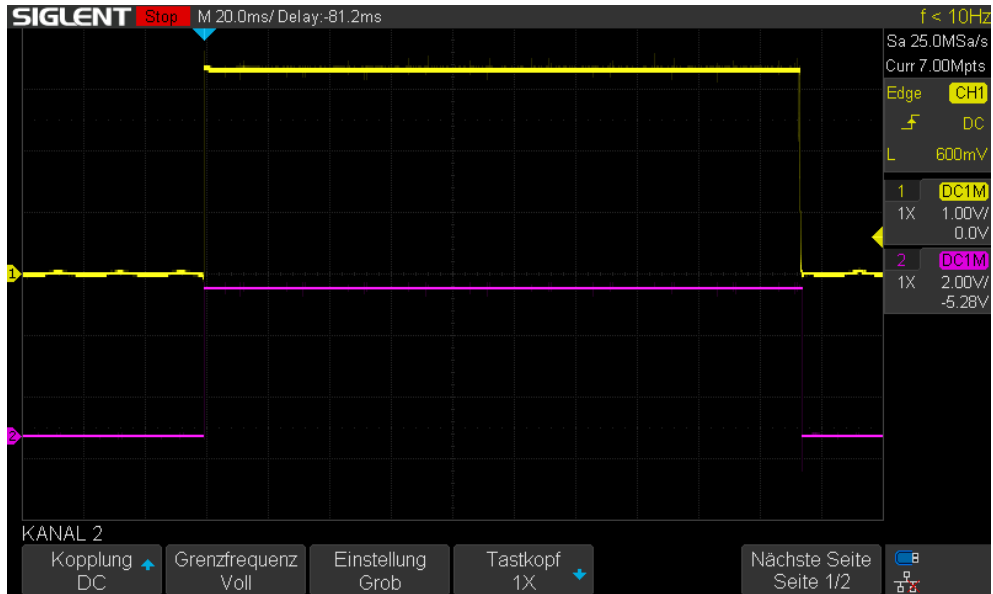 SIGLENT Stop M 20.0ms/ Delay:-81.2ms f < 10Hz
Sa 25.0MSa/s
Curr 7.00Mpts
Edge CH1
DC
L 600mV
1 DC1M
1X 1.00V/
0.0V
2 DC1M
1X 2.00V/
-5.28V
1
2
KANAL 2
Kopplung Grenzfrequenz Einstellung Tastkopf Nächste Seite
DC Voll Grob 1X Seite 1/2